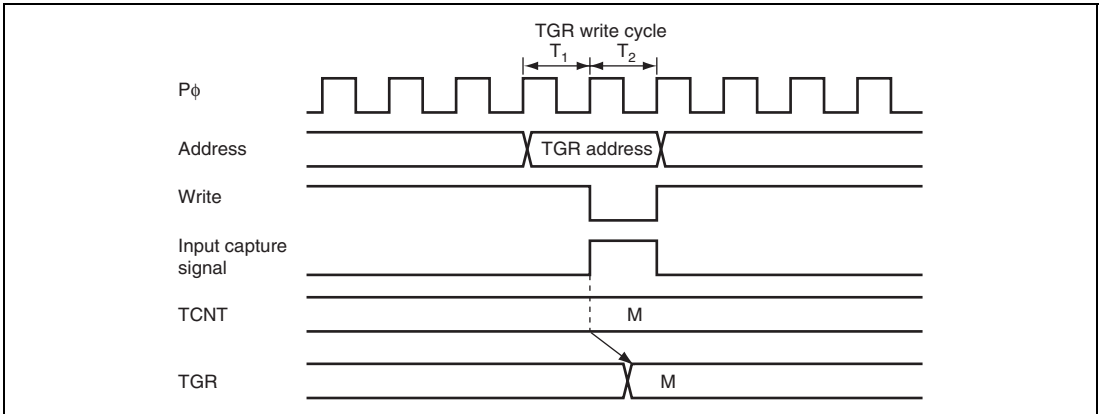 TGR write cycle
T1 T2
Pϕ
Address
TGR address
Write
Input capture
signal
TCNT
M
TGR
M